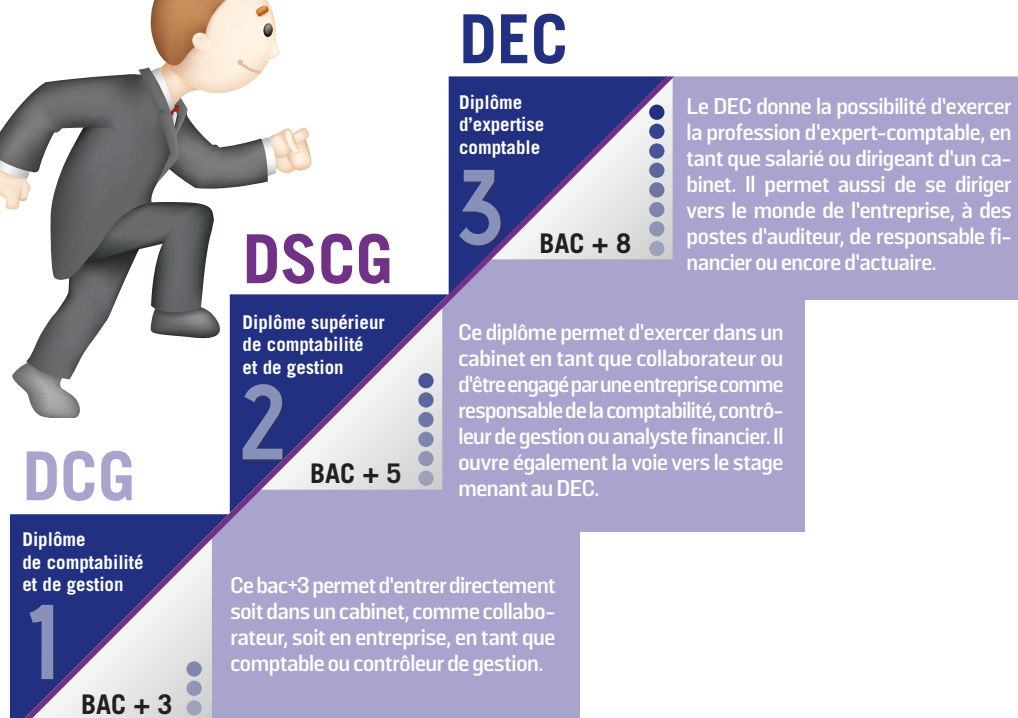 DEC
Diplôme
d’expertise
comptable
3
BAC + 8
Le DEC donne la possibilité d'exercer
la profession d'expert-comptable, en
tant que salarié ou dirigeant d'un ca-
binet. Il permet aussi de se diriger
vers le monde de l'entreprise, à des
postes d'auditeur, de responsable fi-
nancier ou encore d'actuaire.
DSCG
Diplôme supérieur
de comptabilité
et de gestion
2
BAC + 5
Ce diplôme permet d'exercer dans un
cabinet en tant que collaborateur ou
d'être engagé par une entreprise comme
responsable de la comptabilité, contrô-
leur de gestion ou analyste financier. Il
ouvre également la voie vers le stage
menant au DEC.
DCG
Diplôme
de comptabilité
et de gestion
1
BAC + 3
Ce bac+3 permet d'entrer directement
soit dans un cabinet, comme collabo-
rateur, soit en entreprise, en tant que
comptable ou contrôleur de gestion.